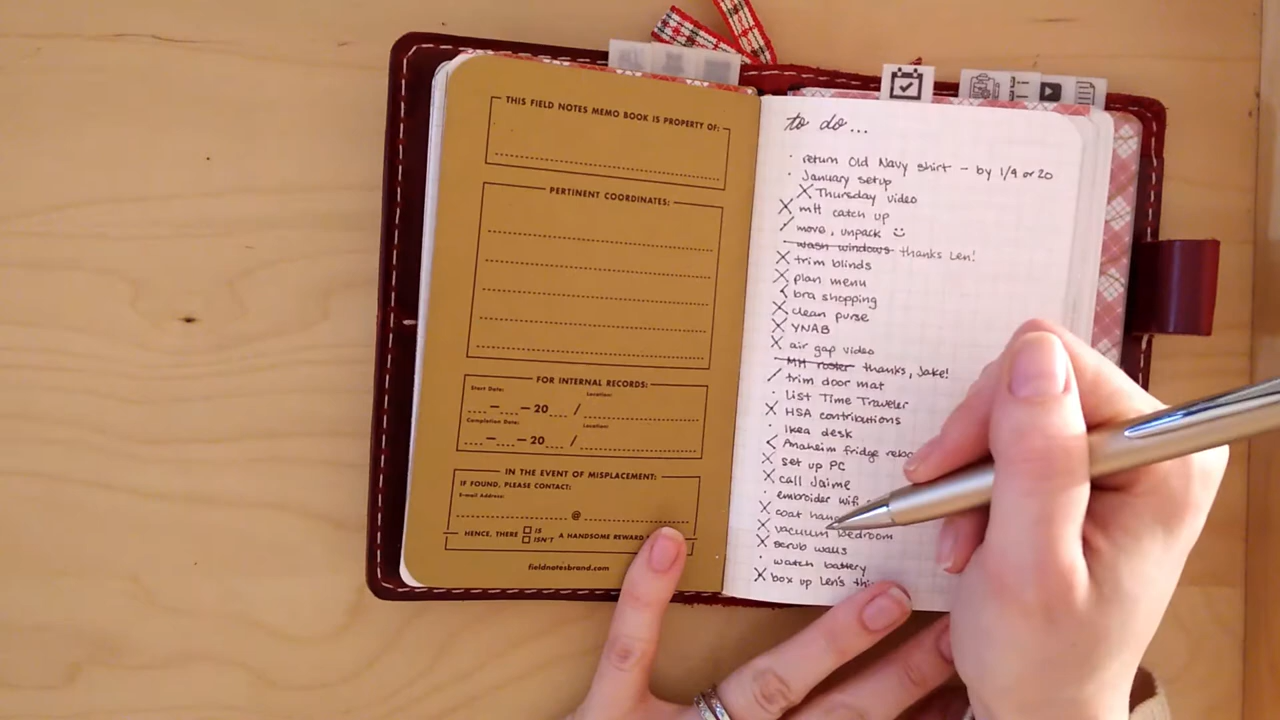 THIS FIELD NOTES MEMO BOOK IS PROPERTY OF:
PERTINENT COORDINATES:
FOR INTERNAL RECORDS:
Start Date: Location:
— — 20 /
Completion Date: Location:
— — 20 /
IN THE EVENT OF MISPLACEMENT:
IF FOUND, PLEASE CONTACT:
E-mail Address:
@
HENCE, THERE IS ISN'T A HANDSOME REWARD
fieldnotesbrand.com
to do...
return Old Navy shirt – by 1/9 or 20
January setup
Thursday video
mH catch up
move, unpack
wash windows thanks Len!
trim blinds
plan menu
bra shopping
clean purse
YNAB
air gap video
MH roster thanks, Jake!
trim door mat
List Time Traveler
HSA contributions
Ikea desk
Anaheim fridge
set up PC
call Jaime
embroider wifi
coat
vacuum bedroom
scrub walls
watch battery
box up Len's